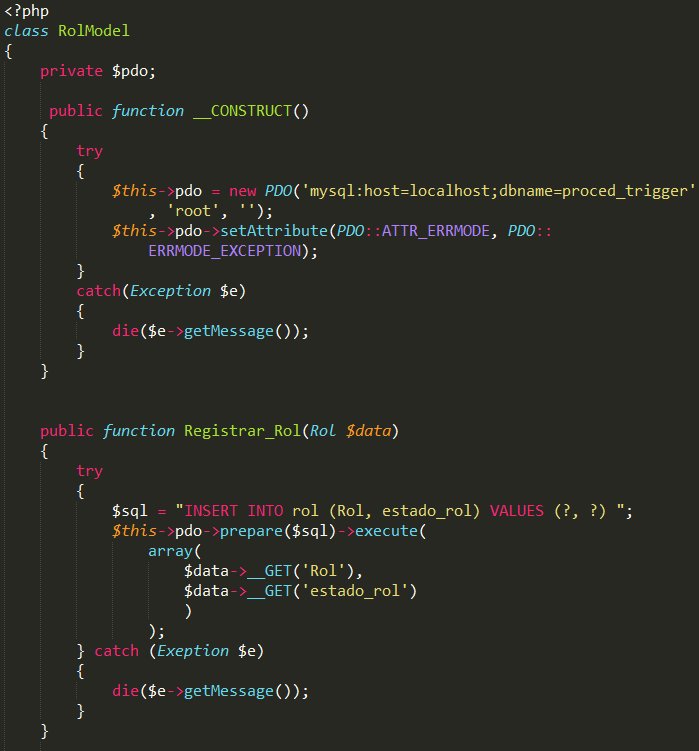 <?php
class RolModel
{
    private $pdo;

     public function __CONSTRUCT()
    {
        try
        {
            $this->pdo = new PDO('mysql:host=localhost;dbname=proced_trigger'
                , 'root', '');
            $this->pdo->setAttribute(PDO::ATTR_ERRMODE, PDO::
                ERRMODE_EXCEPTION);
        }
        catch(Exception $e)
        {
            die($e->getMessage());
        }
    }


    public function Registrar_Rol(Rol $data)
    {
        try
        {
            $sql = "INSERT INTO rol (Rol, estado_rol) VALUES (?, ?) ";
            $this->pdo->prepare($sql)->execute(
                array(
                    $data->__GET('Rol'),
                    $data->__GET('estado_rol')
                    )
                );
        } catch (Exeption $e)
        {
            die($e->getMessage());
        }
    }